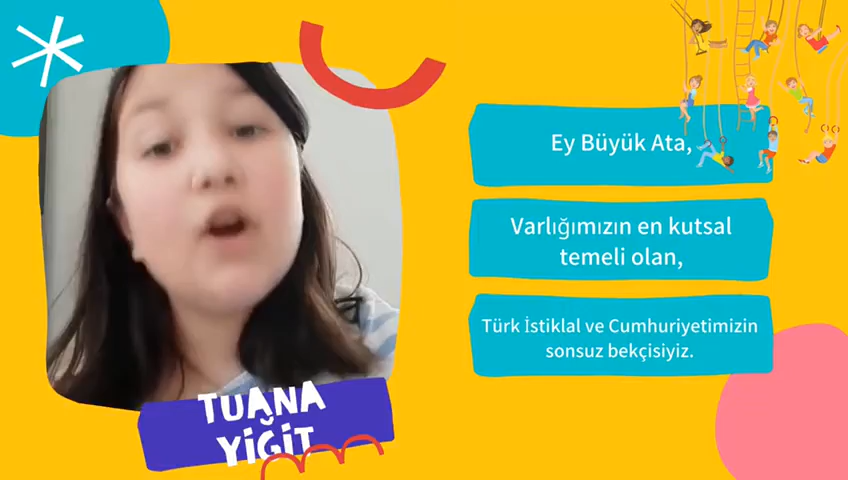 Ey Büyük Ata,
Varlığımızın en kutsal
temeli olan,
Türk İstiklal ve Cumhuriyetimizin
sonsuz bekçisiyiz.
TUANA
YİĞİT